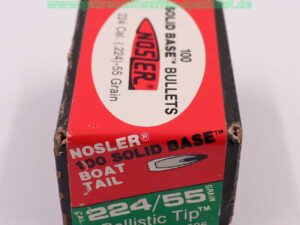 100
SOLID BASE™ BULLETS
NOSLER®
.224 Cal. (.224)-55 Grain
NOSLER®
100 SOLID BASE™
BOAT
TAIL
CAL.
224/55
GRAIN
Ballistic Tip™